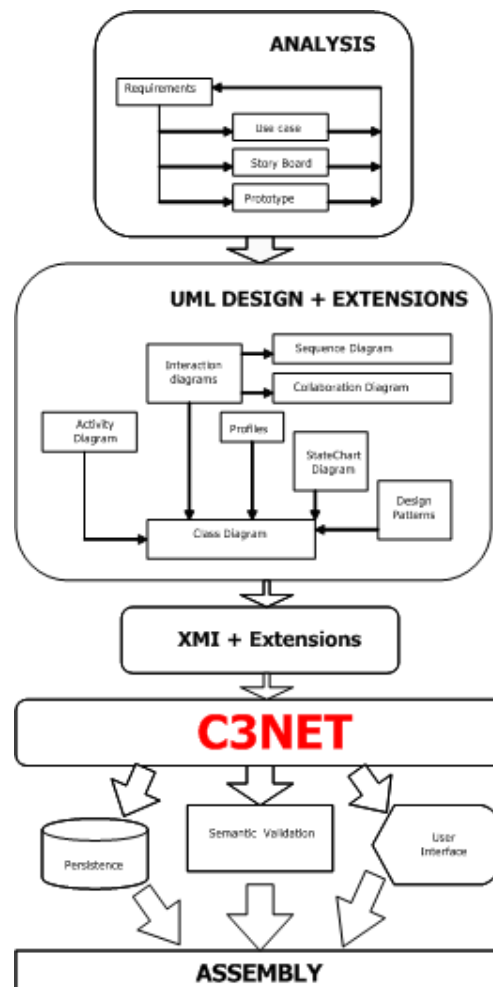 ANALYSIS
Requirements
Use case
Story Board
Prototype
UML DESIGN + EXTENSIONS
Sequence Diagram
Interaction
diagrams
Collaboration Diagram
Activity
Diagram
Profiles
StateChart
Diagram
Design
Patterns
Class Diagram
XMI + Extensions
C3NET
Persistence
Semantic Validation
User
Interface
ASSEMBLY